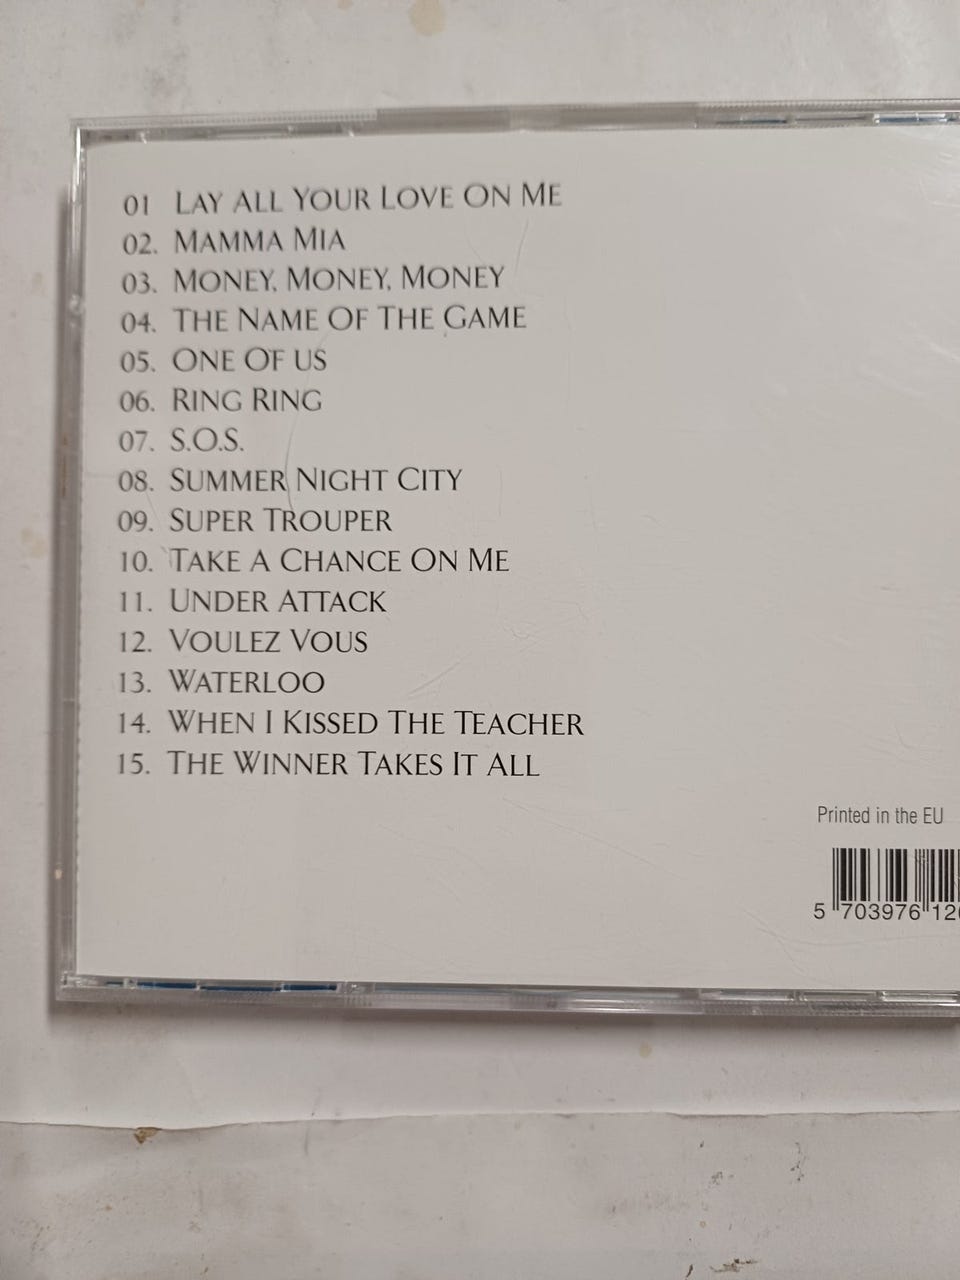 01 LAY ALL YOUR LOVE ON ME
02. MAMMA MIA
03. MONEY, MONEY, MONEY
04. THE NAME OF THE GAME
05. ONE OF US
06. RING RING
07. S.O.S.
08. SUMMER NIGHT CITY
09. SUPER TROUPER
10. TAKE A CHANCE ON ME
11. UNDER ATTACK
12. VOULEZ VOUS
13. WATERLOO
14. WHEN I KISSED THE TEACHER
15. THE WINNER TAKES IT ALL
Printed in the EU
5 703976 12